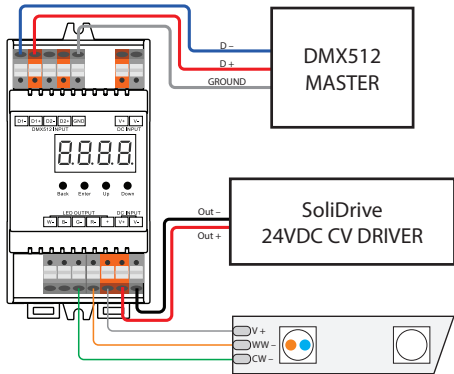 D –
D +
GROUND
DMX512
MASTER
D1- D1+ D2- D2+ GND V+ V-
DMX512 INPUT DC INPUT
8.8.8.8.
Back Enter Up Down
LED OUTPUT DC INPUT
W- B- G- R- + V+ V-
Out –
Out +
SoliDrive
24VDC CV DRIVER
V +
WW –
CW –